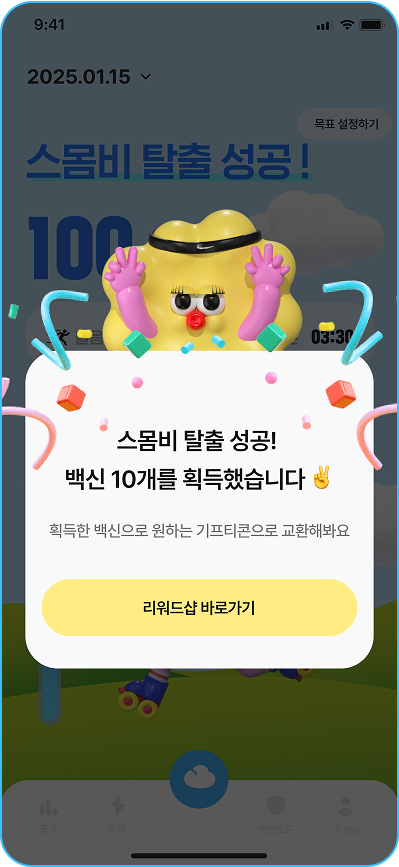 9:41
2025.01.15
목표 설정하기
스몸비 탈출 성공 !
100
03:30
스몸비 탈출 성공!
백신 10개를 획득했습니다 ✌️
획득한 백신으로 원하는 기프티콘으로 교환해봐요
리워드샵 바로가기
통계
미션
안전로드
내 정보